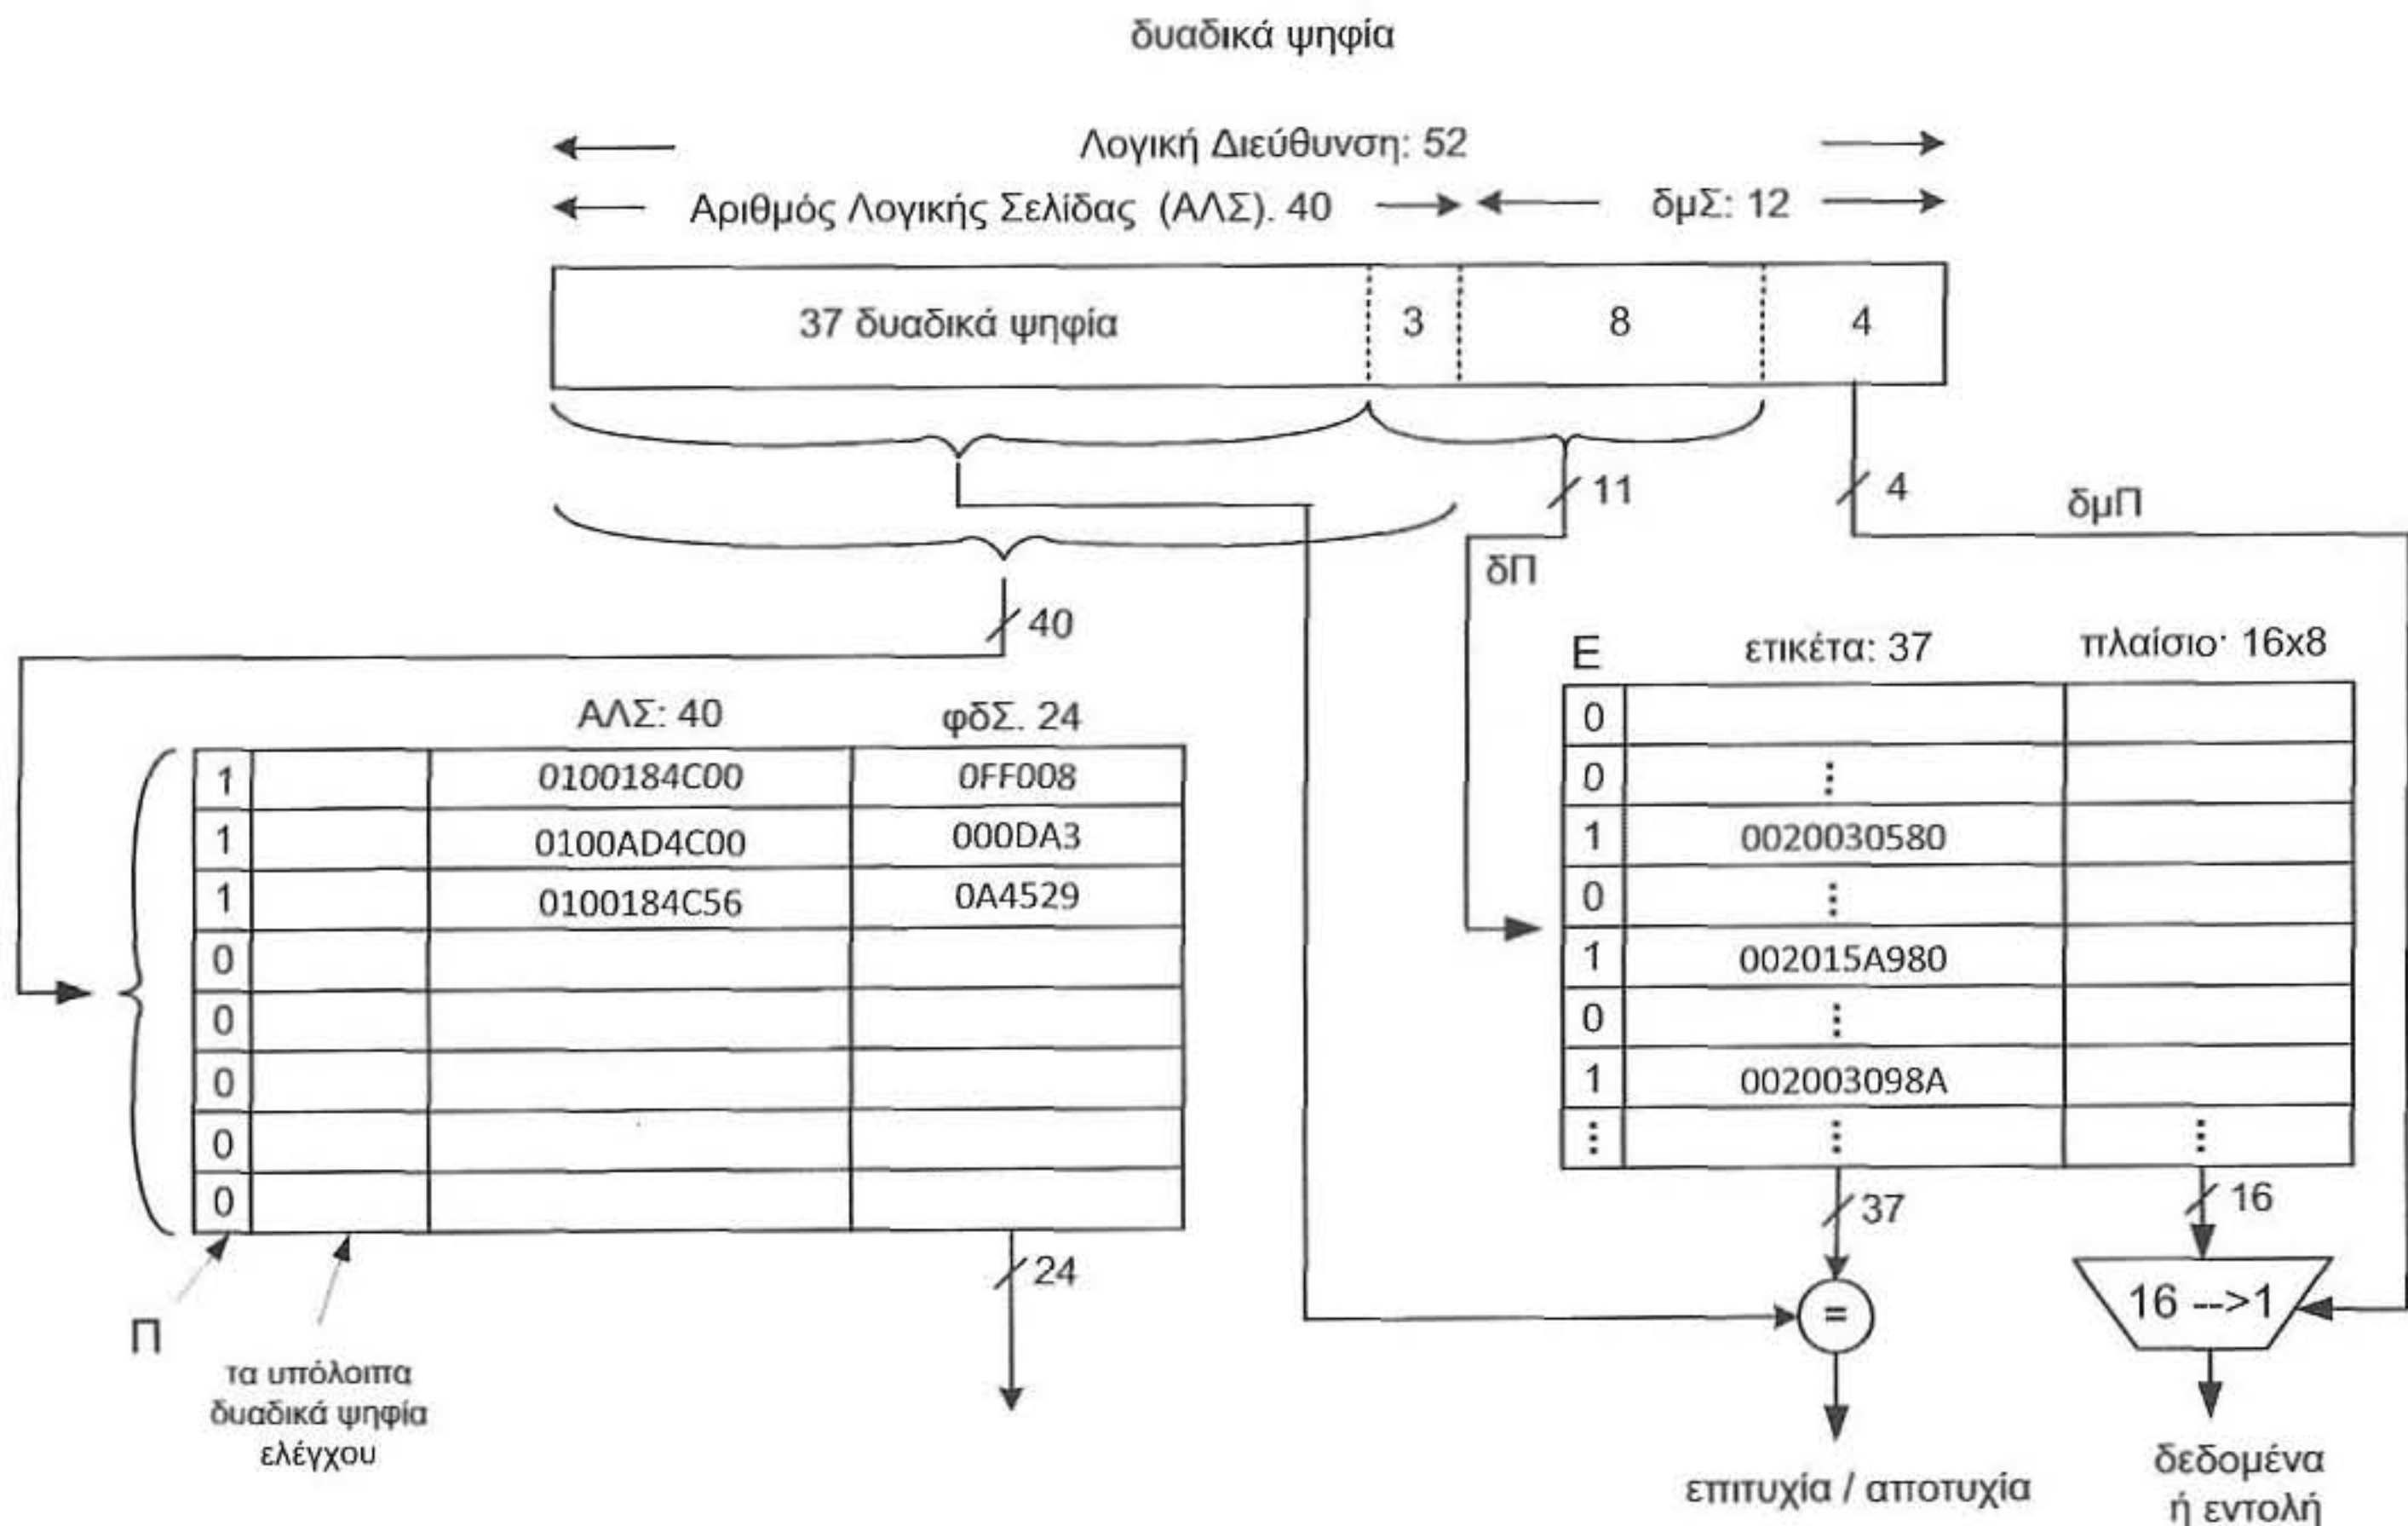 δυαδικά ψηφία
Λογική Διεύθυνση: 52
Αριθμός Λογικής Σελίδας (ΑΛΣ). 40
δμΣ: 12
37 δυαδικά ψηφία
3
8
4
11
4
δμΠ
δΠ
40
ΑΛΣ: 40
φδΣ. 24
1
0100184C00
0FF008
1
0100AD4C00
000DA3
1
0100184C56
0A4529
0
0
0
0
0
24
Π
τα υπόλοιπα
δυαδικά ψηφία
ελέγχου
Ε
ετικέτα: 37
πλαίσιο· 16x8
0
0
⋮
1
0020030580
0
⋮
1
002015A980
0
⋮
1
002003098A
⋮
⋮
⋮
37
16
=
16 -->1
επιτυχία / αποτυχία
δεδομένα
ή εντολή